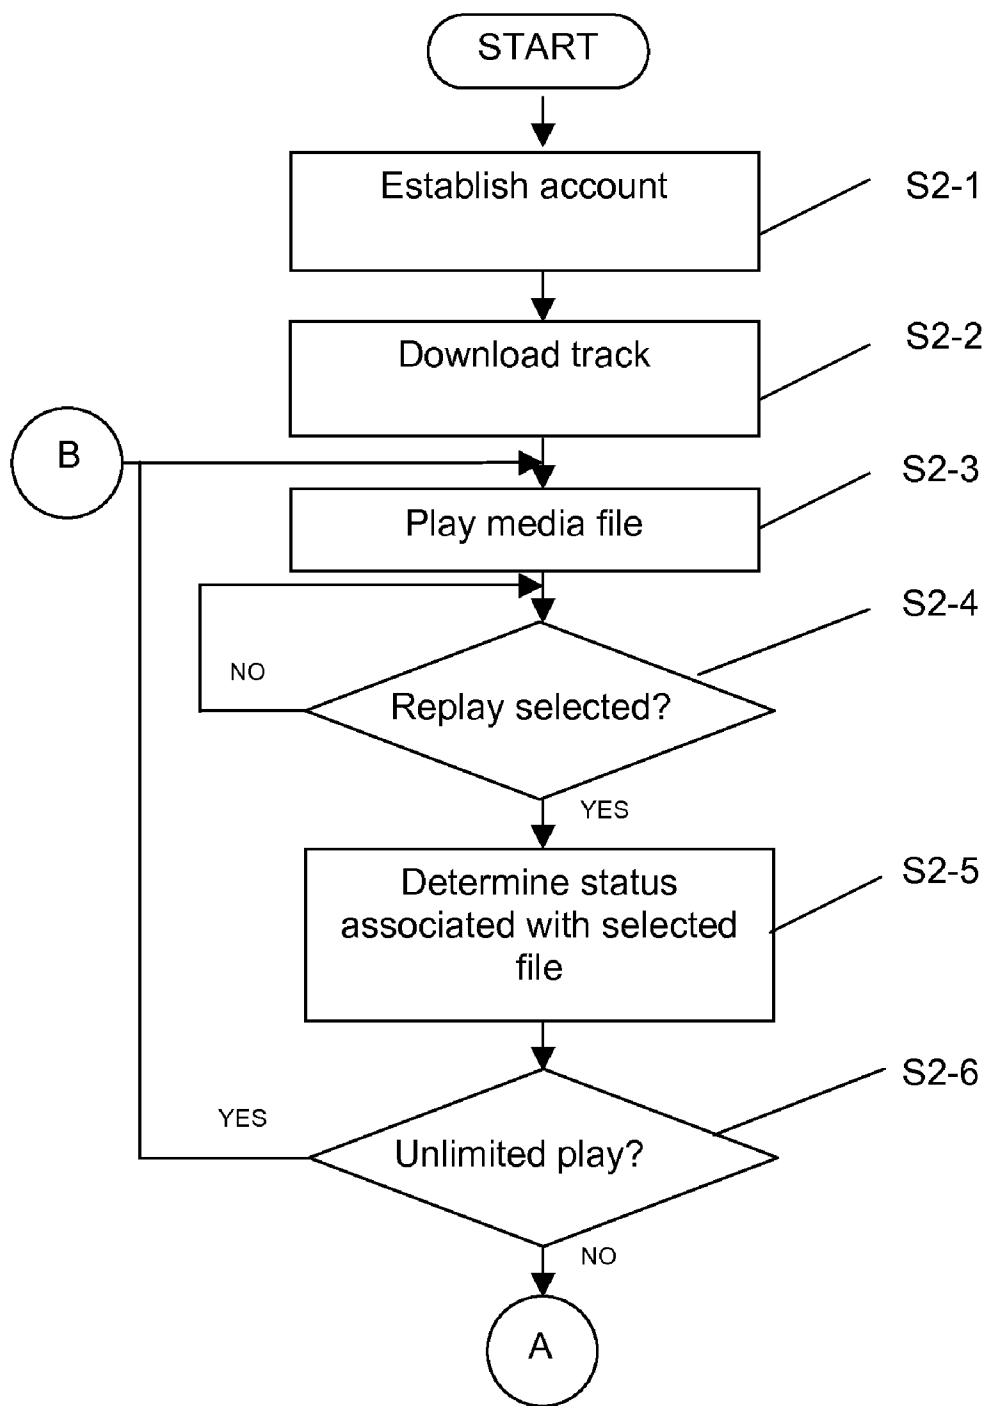 START
Establish account
S2-1
Download track
S2-2
B
S2-3
Play media file
S2-4
NO
Replay selected?
YES
Determine status
associated with selected
file
S2-5
S2-6
YES
Unlimited play?
NO
A